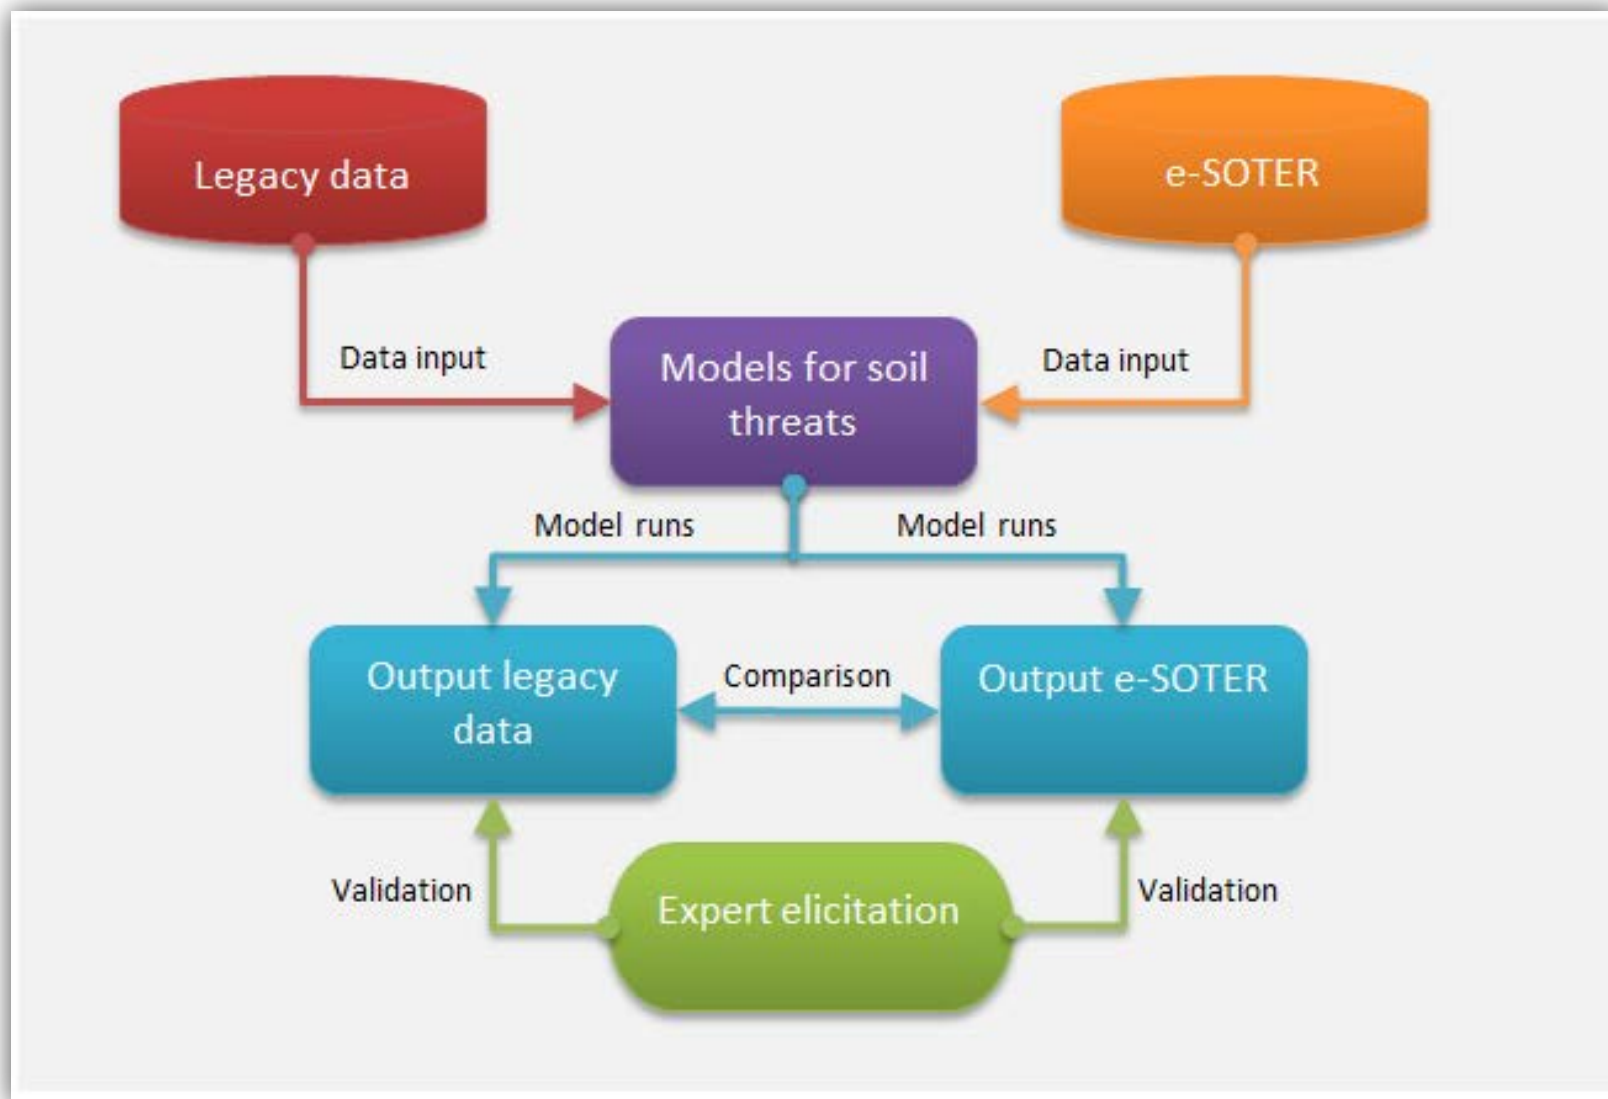 Legacy data
e-SOTER
Data input
Models for soil
threats
Data input
Model runs
Model runs
Output legacy
data
Comparison
Output e-SOTER
Validation
Expert elicitation
Validation